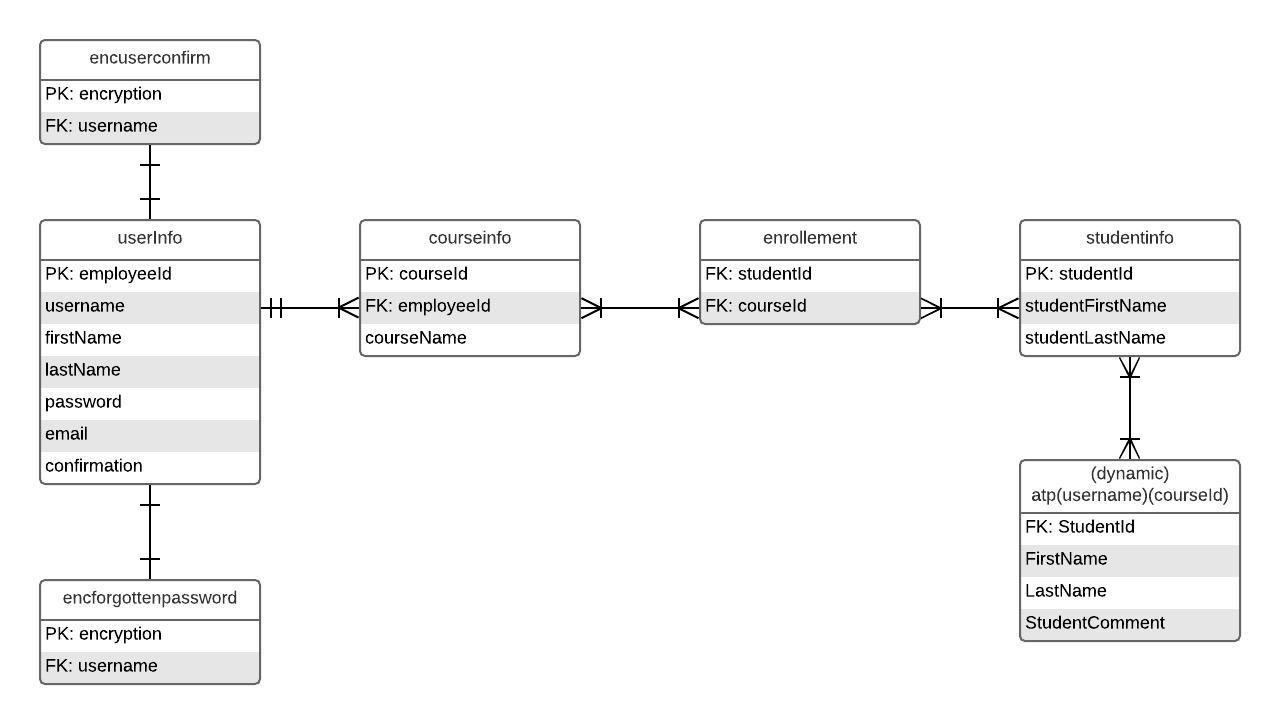 encuserconfirm
PK: encryption
FK: username
userInfo
PK: employeeId
username
firstName
lastName
password
email
confirmation
courseinfo
PK: courseId
FK: employeeId
courseName
enrollement
FK: studentId
FK: courseId
studentinfo
PK: studentId
studentFirstName
studentLastName
encforgottenpassword
PK: encryption
FK: username
(dynamic)
atp(username)(courseId)
FK: StudentId
FirstName
LastName
StudentComment